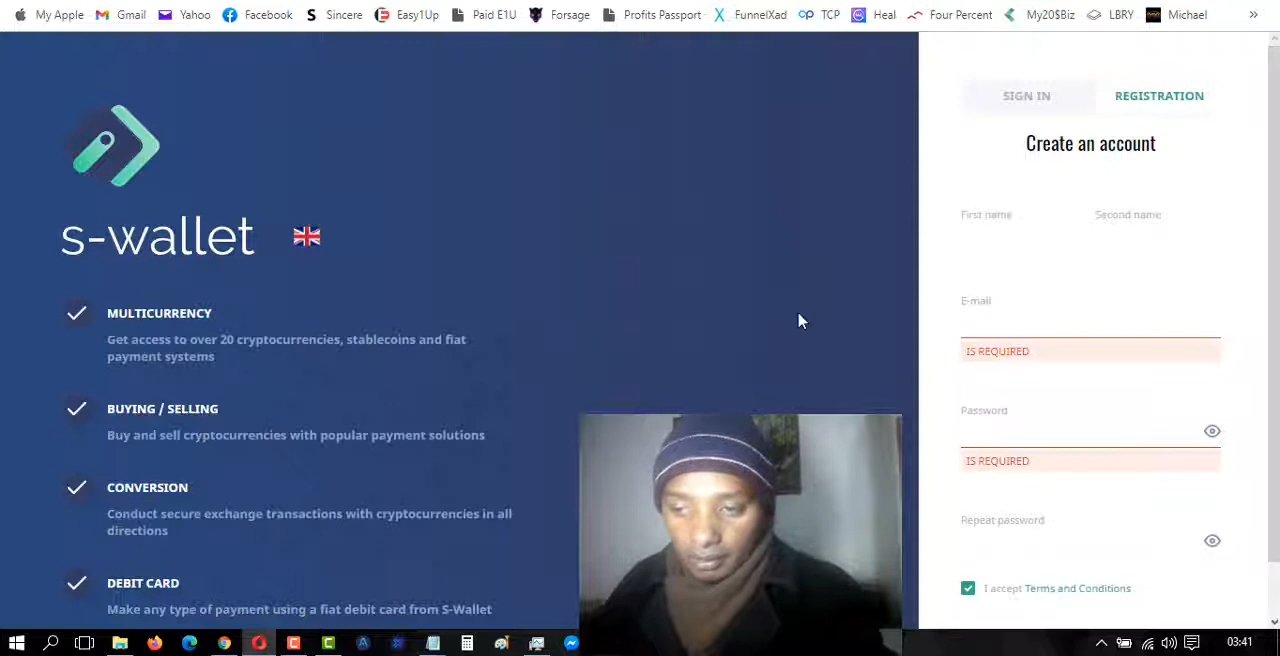 My Apple Gmail Yahoo Facebook S Sincere Easy1Up Paid E1U Forsage Profits Passport FunnelXad TCP Heal Four Percent My20$Biz LBRY Michael »
SIGN IN REGISTRATION
Create an account
First name Second name
E-mail
IS REQUIRED
Password
IS REQUIRED
Repeat password
I accept Terms and Conditions
s-wallet
MULTICURRENCY
Get access to over 20 cryptocurrencies, stablecoins and fiat
payment systems
BUYING / SELLING
Buy and sell cryptocurrencies with popular payment solutions
CONVERSION
Conduct secure exchange transactions with cryptocurrencies in all
directions
DEBIT CARD
Make any type of payment using a fiat debit card from S-Wallet
03:41